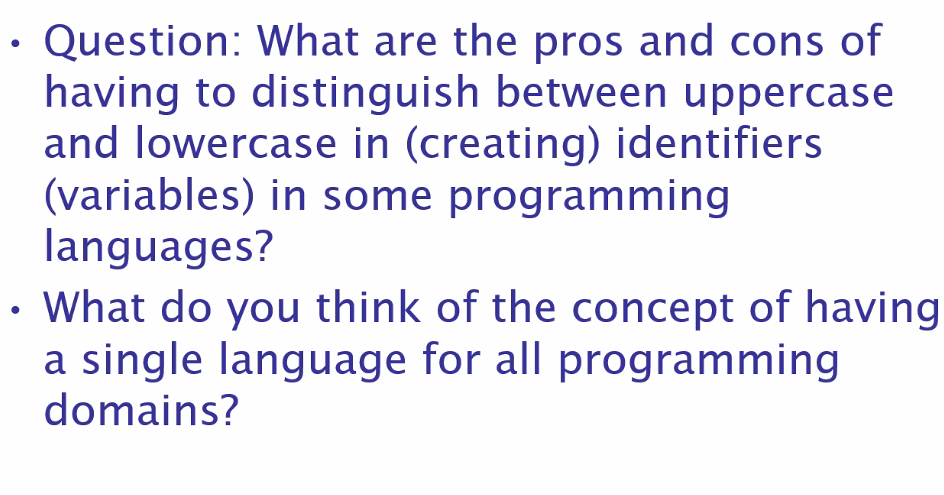 • Question: What are the pros and cons of
having to distinguish between uppercase
and lowercase in (creating) identifiers
(variables) in some programming
languages?
• What do you think of the concept of having
a single language for all programming
domains?